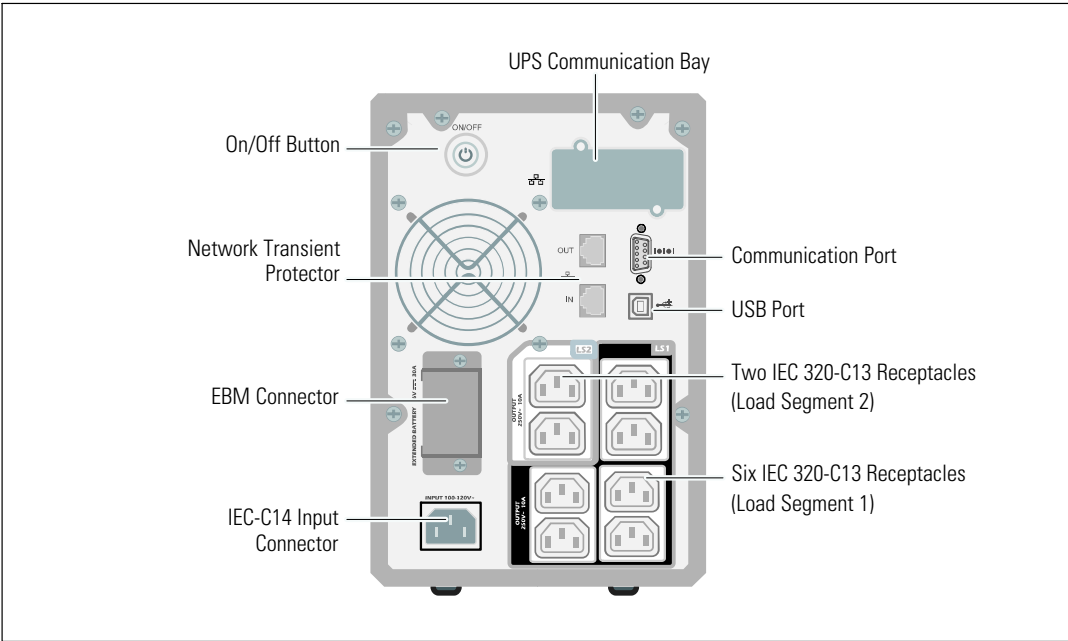 UPS Communication Bay
ON/OFF
On/Off Button
Network Transient
Protector
OUT
IN
Communication Port
USB Port
LS2
LS1
EBM Connector
EXTENDED BATTERY
V 30A
OUTPUT
250V~ 10A
Two IEC 320-C13 Receptacles
(Load Segment 2)
Six IEC 320-C13 Receptacles
(Load Segment 1)
OUTPUT
250V~ 10A
INPUT 100-120V~
IEC-C14 Input
Connector